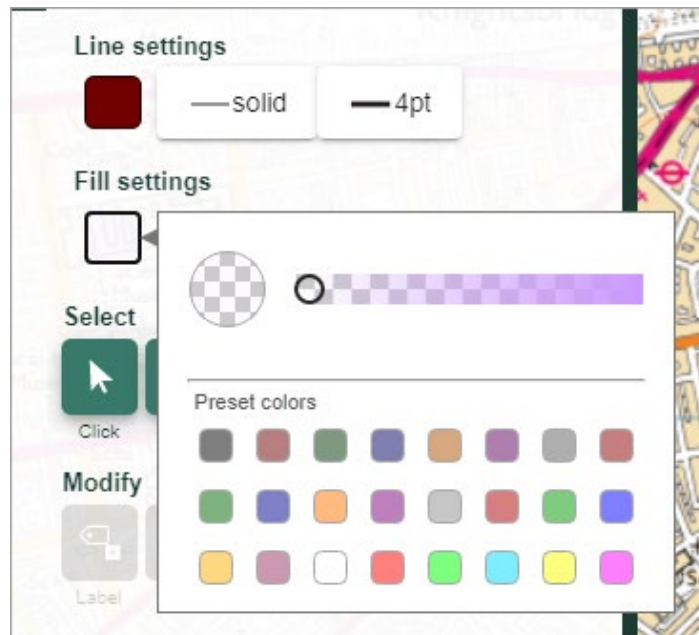 Line settings
solid
4pt
Fill settings
Select
Click
Preset colors
Modify
Label